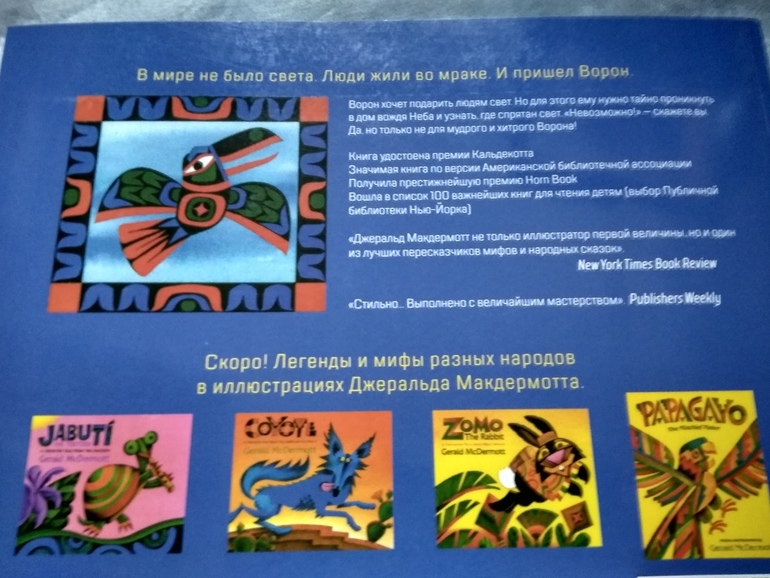 В мире не было света. Люди жили во мраке. И пришел Ворон.
Ворон хочет подарить людям свет. Но для этого ему нужно тайно проникнуть
в дом вождя Неба и узнать, где спрятан свет. «Невозможно!» — скажете вы.
Да, но только не для мудрого и хитрого Ворона!
Книга удостоена премии Кальдекотта
Значимая книга по версии Американской библиотечной ассоциации
Получила престижнейшую премию Horn Book
Вошла в список 100 важнейших книг для чтения детям (выбор Публичной
библиотеки Нью-Йорка)
«Джеральд Макдермотт не только иллюстратор первой величины, но и один
из лучших пересказчиков мифов и народных сказок».
New York Times Book Review
«Стильно... Выполнено с величайшим мастерством». Publishers Weekly
Скоро! Легенды и мифы разных народов
в иллюстрациях Джеральда Макдермотта.
JABUTÍ
Gerald McDermott
COYOTE
Gerald McDermott
ZOMO
The Rabbit
Gerald McDermott
PAPAGAYO
The Mischief Maker
Gerald McDermott